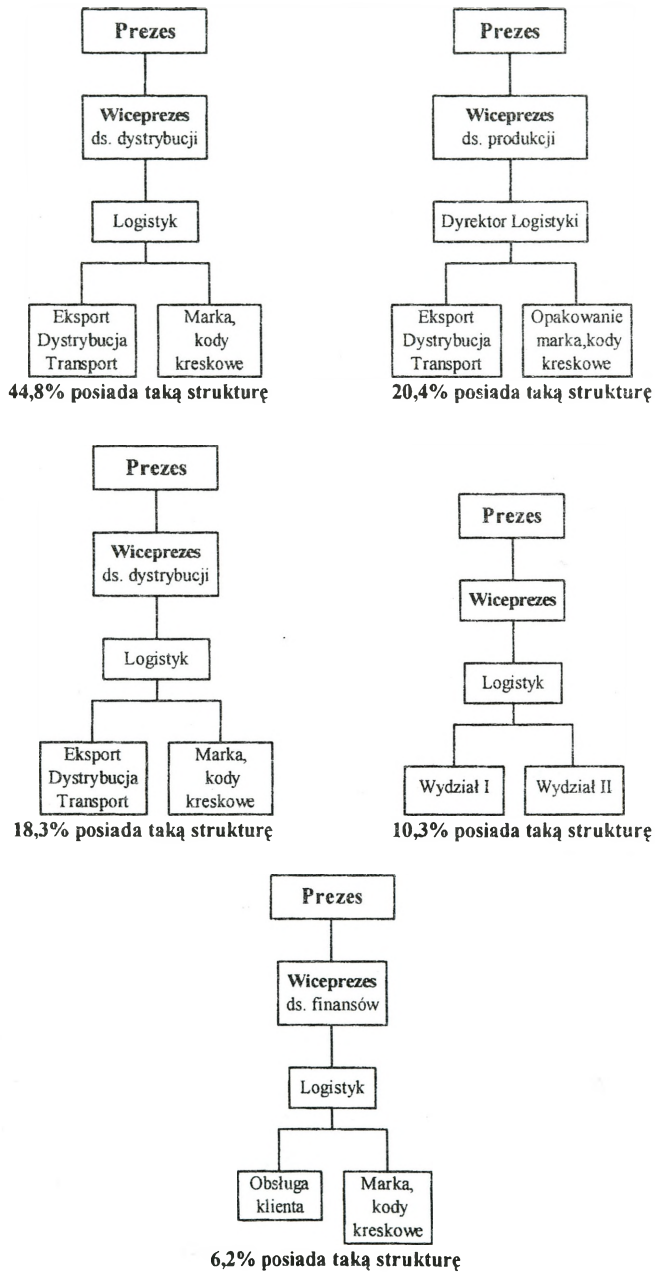 Prezes
Wiceprezes
ds. dystrybucji
Logistyk
Eksport
Dystrybucja
Transport
Marka,
kody
kreskowe
44,8% posiada taką strukturę
Prezes
Wiceprezes
ds. produkcji
Dyrektor Logistyki
Eksport
Dystrybucja
Transport
Opakowanie
marka,kody
kreskowe
20,4% posiada taką strukturę
Prezes
Wiceprezes
ds. dystrybucji
Logistyk
Eksport
Dystrybucja
Transport
Marka,
kody
kreskowe
18,3% posiada taką strukturę
Prezes
Wiceprezes
Logistyk
Wydział I
Wydział II
10,3% posiada taką strukturę
Prezes
Wiceprezes
ds. finansów
Logistyk
Obsługa
klienta
Marka,
kody
kreskowe
6,2% posiada taką strukturę